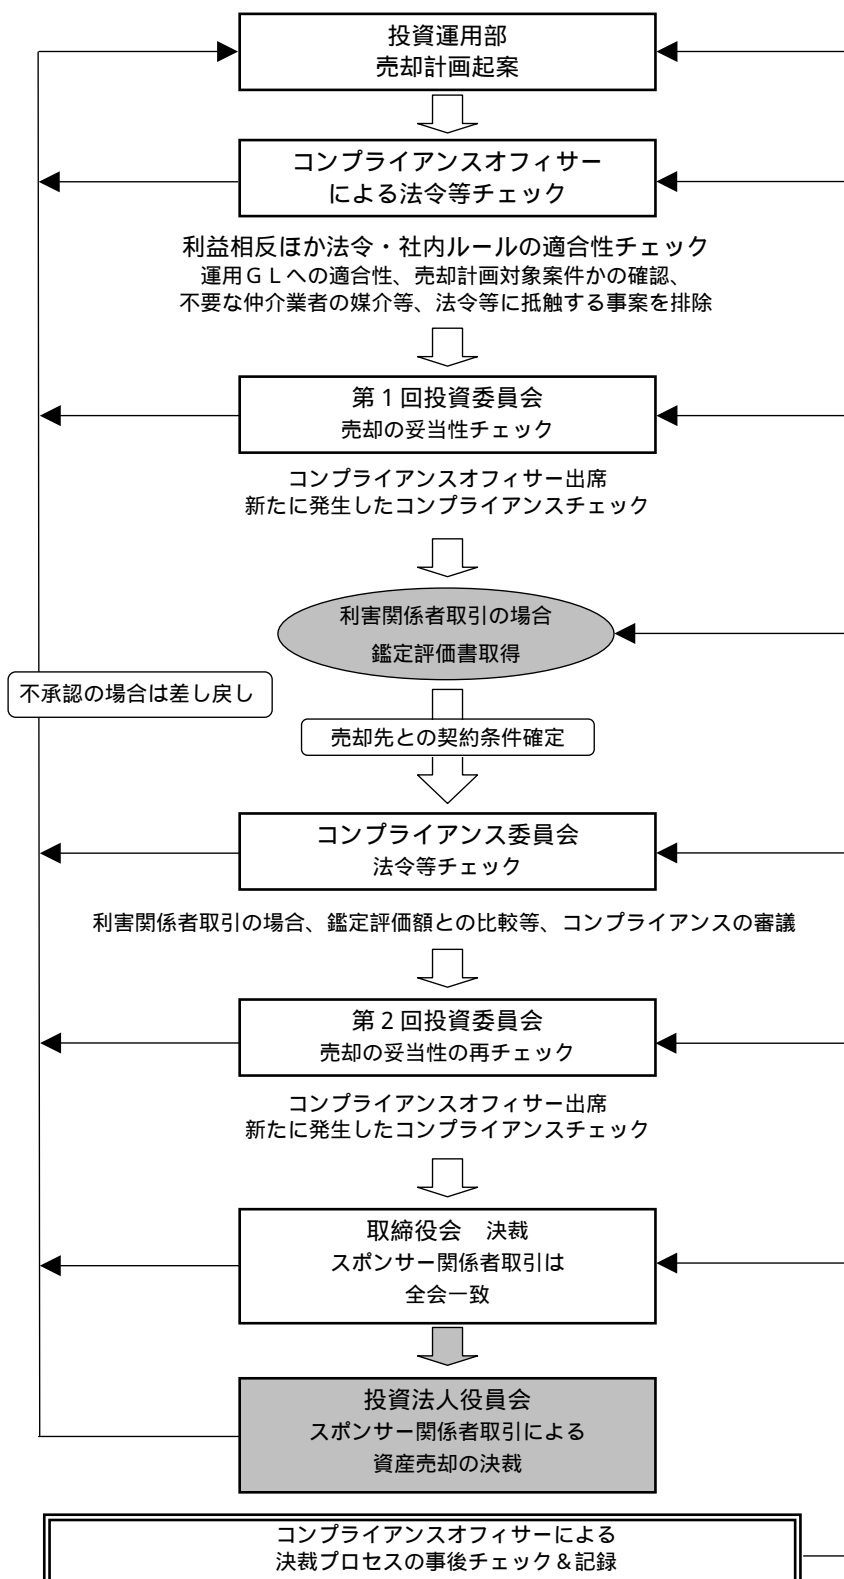 投資運用部
売却計画起案
コンプライアンスオフィサー
による法令等チェック
利益相反ほか法令・社内ルールの適合性チェック
運用ＧＬへの適合性、売却計画対象案件かの確認、
不要な仲介業者の媒介等、法令等に抵触する事案を排除
第１回投資委員会
売却の妥当性チェック
コンプライアンスオフィサー出席
新たに発生したコンプライアンスチェック
利害関係者取引の場合
鑑定評価書取得
不承認の場合は差し戻し
売却先との契約条件確定
コンプライアンス委員会
法令等チェック
利害関係者取引の場合、鑑定評価額との比較等、コンプライアンスの審議
第２回投資委員会
売却の妥当性の再チェック
コンプライアンスオフィサー出席
新たに発生したコンプライアンスチェック
取締役会　決裁
スポンサー関係者取引は
全会一致
投資法人役員会
スポンサー関係者取引による
資産売却の決裁
コンプライアンスオフィサーによる
決裁プロセスの事後チェック＆記録